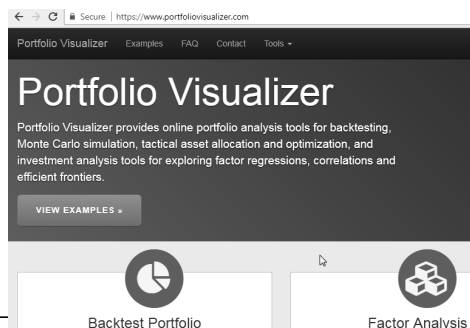 Secure | https://www.portfoliovisualizer.com
Portfolio Visualizer Examples FAQ Contact Tools
Portfolio Visualizer
Portfolio Visualizer provides online portfolio analysis tools for backtesting,
Monte Carlo simulation, tactical asset allocation and optimization, and
investment analysis tools for exploring factor regressions, correlations and
efficient frontiers.
VIEW EXAMPLES »
Backtest Portfolio Factor Analysis